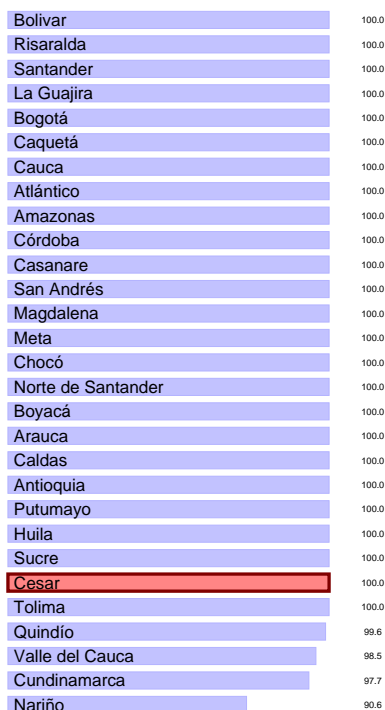 Bolivar 100.0
Risaralda 100.0
Santander 100.0
La Guajira 100.0
Bogotá 100.0
Caquetá 100.0
Cauca 100.0
Atlántico 100.0
Amazonas 100.0
Córdoba 100.0
Casanare 100.0
San Andrés 100.0
Magdalena 100.0
Meta 100.0
Chocó 100.0
Norte de Santander 100.0
Boyacá 100.0
Arauca 100.0
Caldas 100.0
Antioquia 100.0
Putumayo 100.0
Huila 100.0
Sucre 100.0
Cesar 100.0
Tolima 100.0
Quindío 99.6
Valle del Cauca 98.5
Cundinamarca 97.7
Nariño 90.6